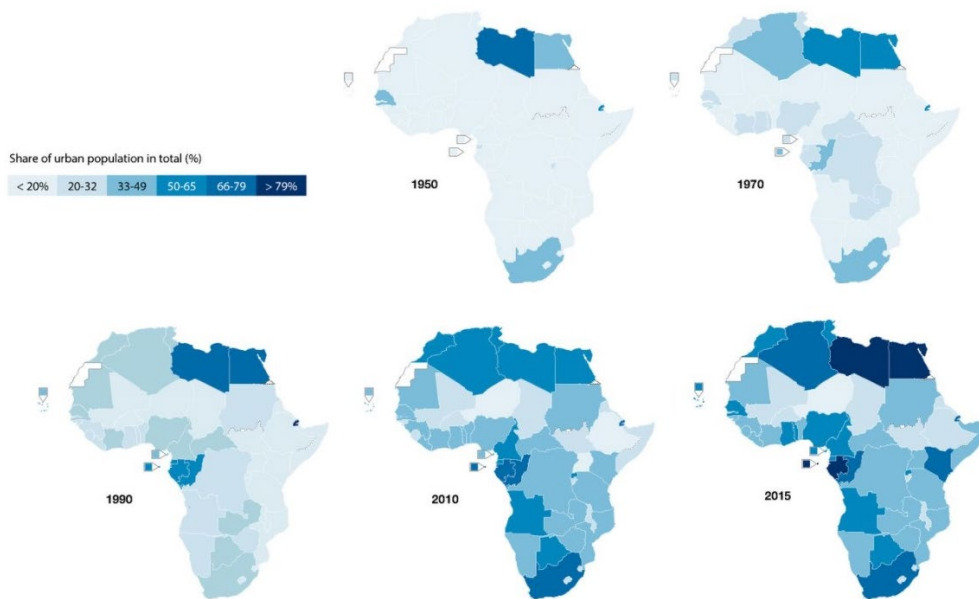 Share of urban population in total (%)
< 20% 20-32 33-49 50-65 66-79 > 79%
1950
1970
1990
2010
2015